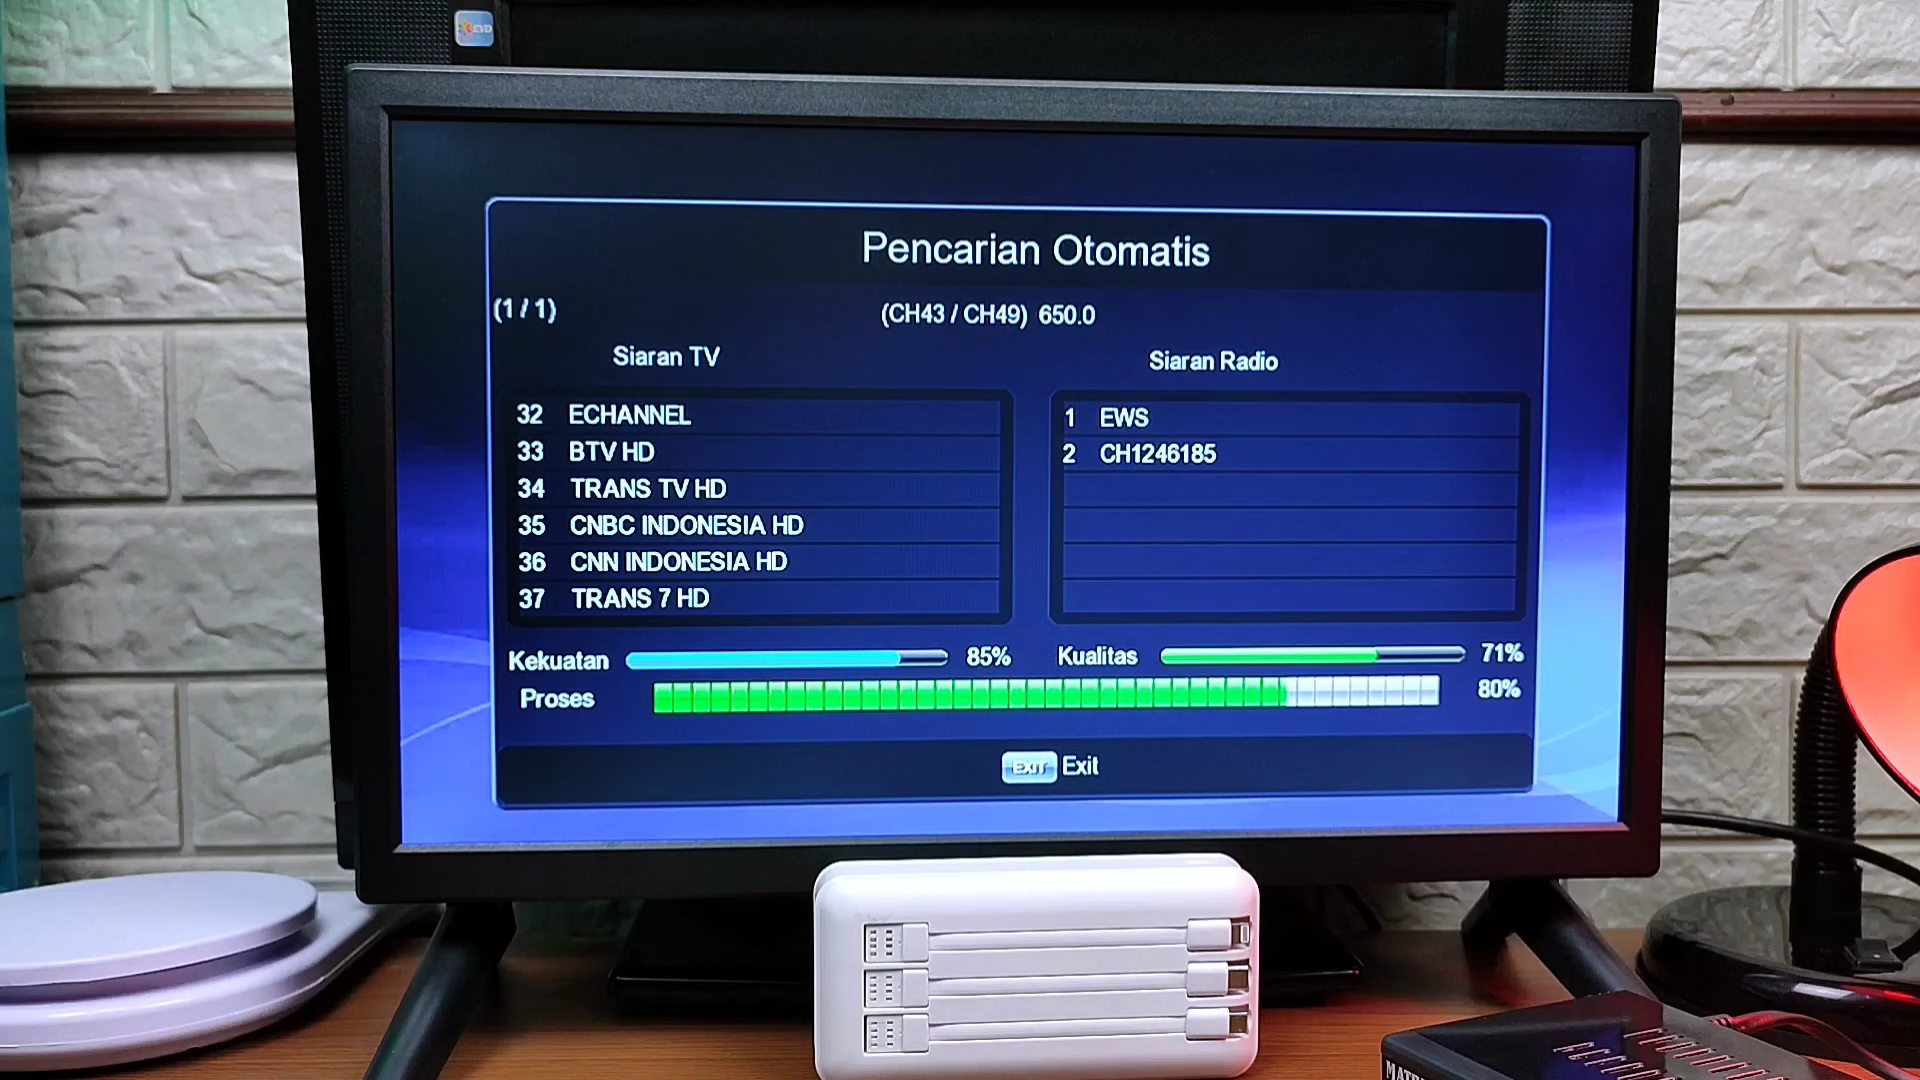 EVD
Pencarian Otomatis
(1 / 1)
(CH43 / CH49) 650.0
Siaran TV
Siaran Radio
32 ECHANNEL
33 BTV HD
34 TRANS TV HD
35 CNBC INDONESIA HD
36 CNN INDONESIA HD
37 TRANS 7 HD
1 EWS
2 CH1246185
Kekuatan 85%
Kualitas 71%
Proses 80%
EXIT Exit